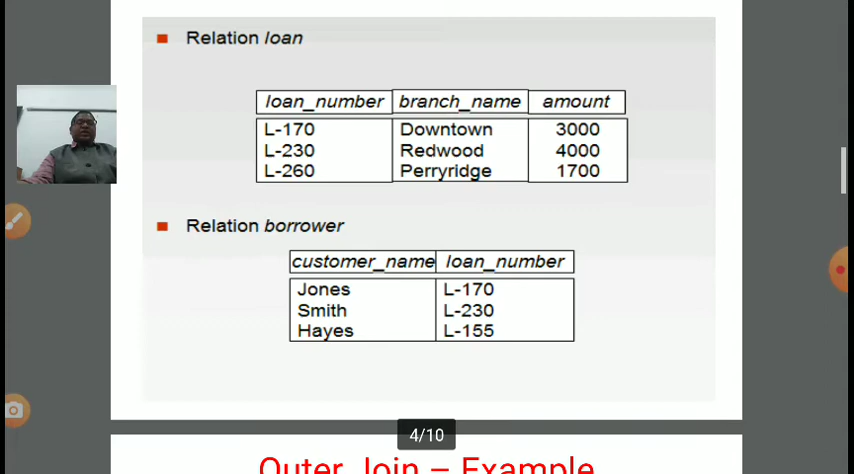 Relation loan
loan_number branch_name amount
L-170 Downtown 3000
L-230 Redwood 4000
L-260 Perryridge 1700
Relation borrower
customer_name loan_number
Jones L-170
Smith L-230
Hayes L-155
4/10
Outer Join – Example